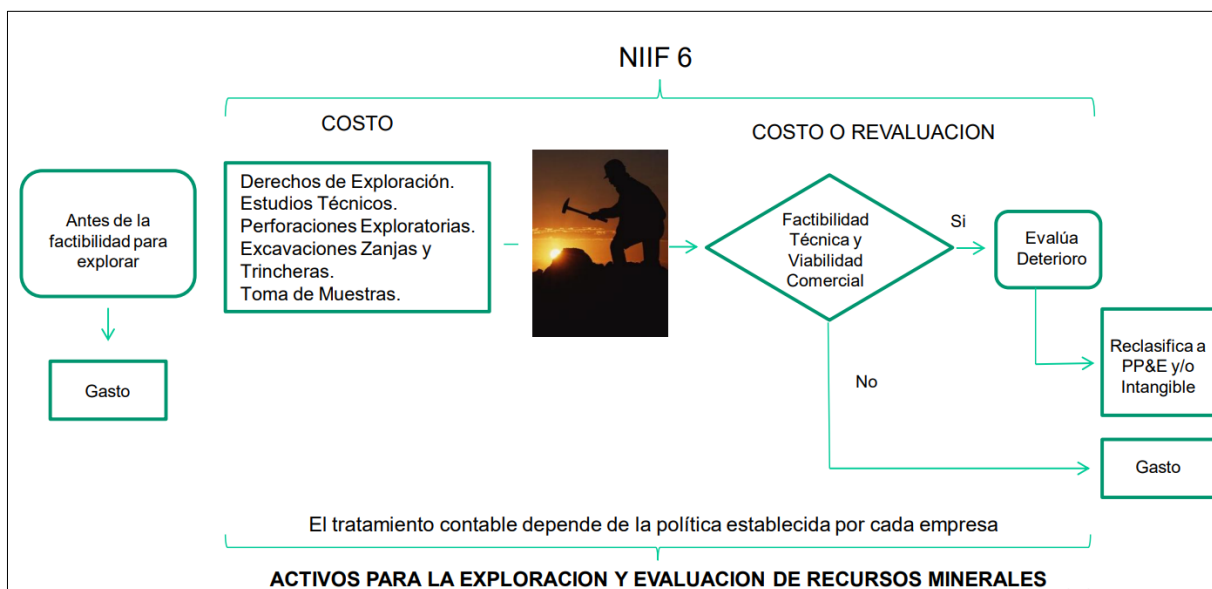 NIIF 6
COSTO
COSTO O REVALUACION
Antes de la
factibilidad para
explorar
Gasto
Derechos de Exploración.
Estudios Técnicos.
Perforaciones Exploratorias.
Excavaciones Zanjas y
Trincheras.
Toma de Muestras.
Factibilidad
Técnica y
Viabilidad
Comercial
Si
Evalúa
Deterioro
Reclasifica a
PP&E y/o
Intangible
No
Gasto
El tratamiento contable depende de la política establecida por cada empresa
ACTIVOS PARA LA EXPLORACION Y EVALUACION DE RECURSOS MINERALES